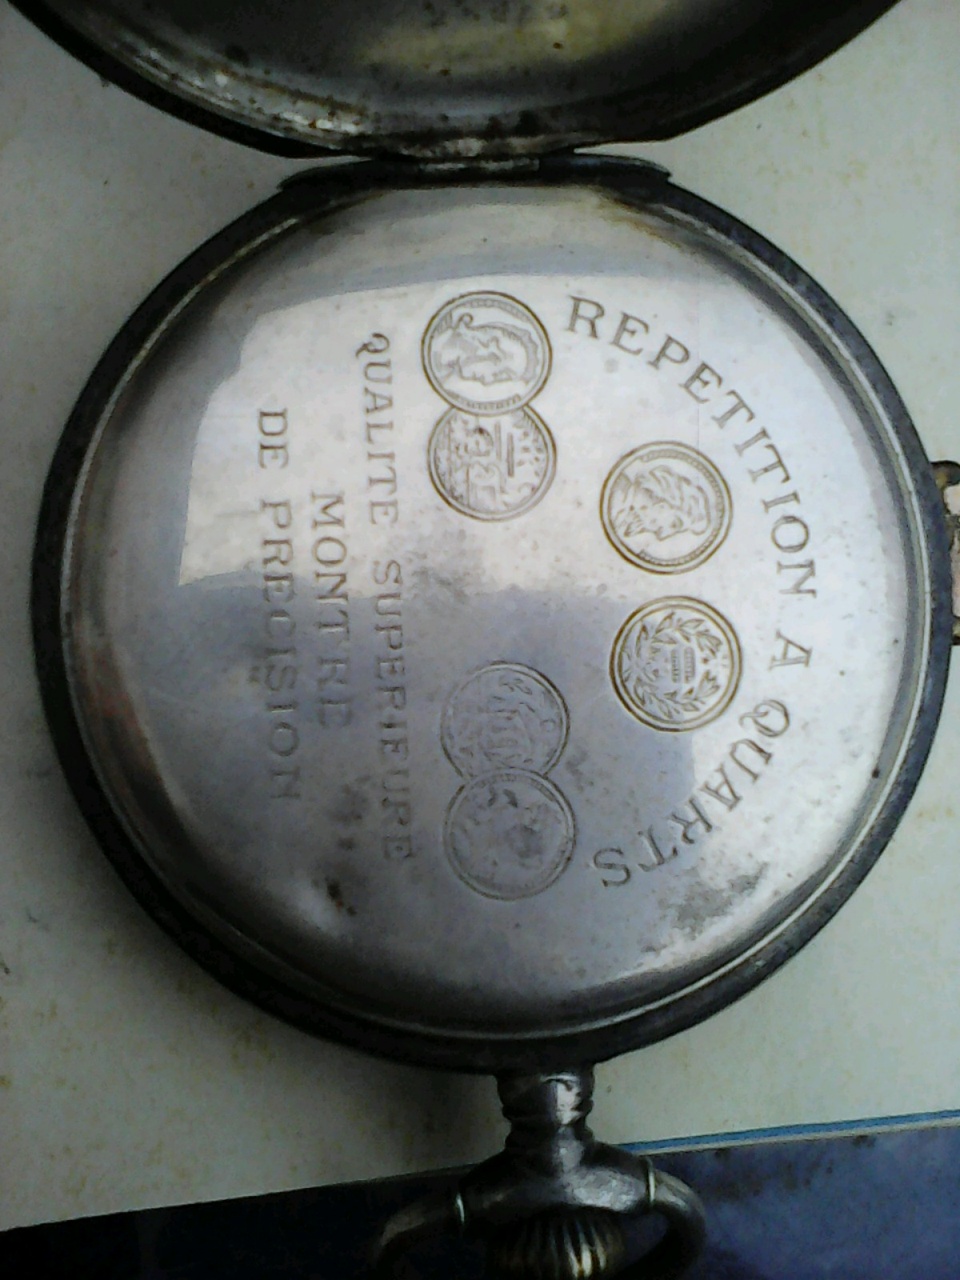 REPETITION A QUARTS
QUALITE SUPERIEURE
MONTRE
DE PRECISION